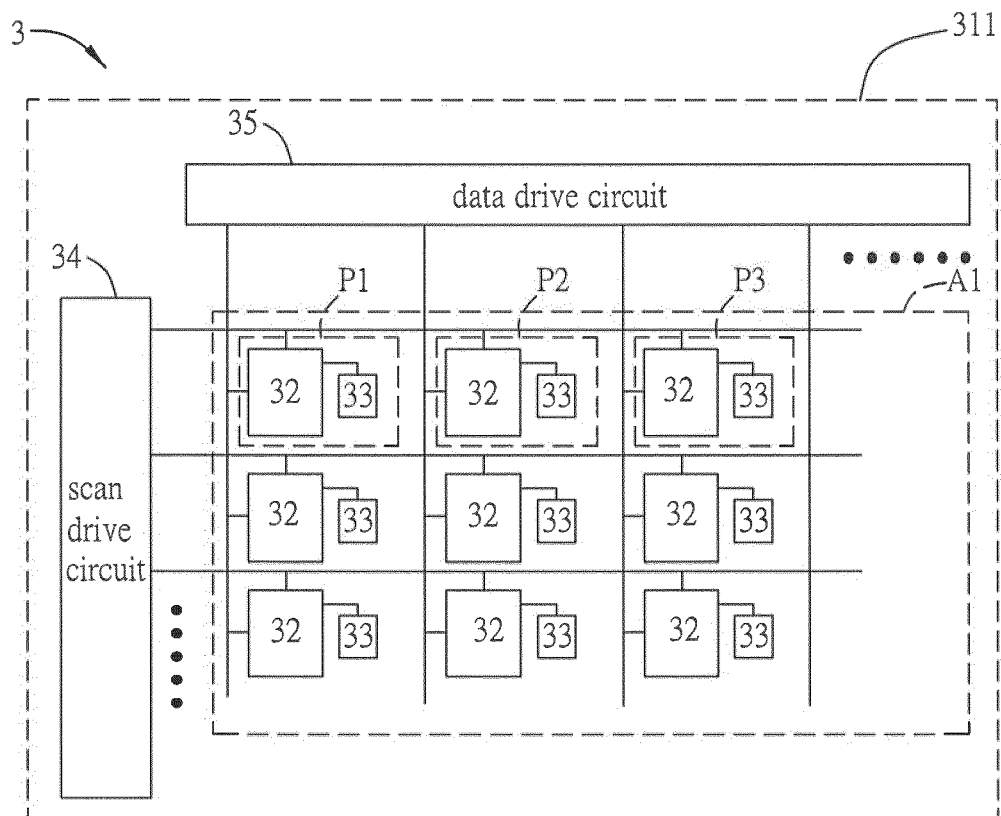 3
311
35
data drive circuit
34
P1 P2 P3 A1
32 33 32 33 32 33
scan
drive
circuit
32 33 32 33 32 33
32 33 32 33 32 33